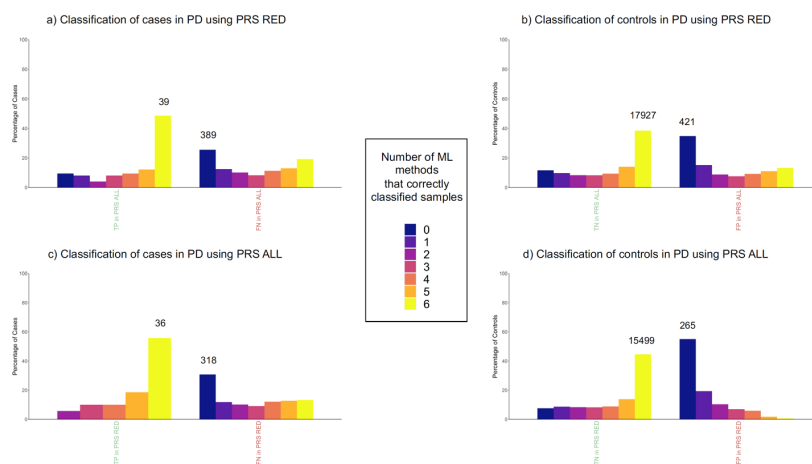 a) Classification of cases in PD using PRS RED
b) Classification of controls in PD using PRS RED
Percentage of Cases
100
80
60
40
20
0
39
389
TP in PRS ALL
FN in PRS ALL
Percentage of Controls
100
80
60
40
20
0
17927
421
TN in PRS ALL
FP in PRS ALL
Number of ML
methods
that correctly
classified samples
0
1
2
3
4
5
6
c) Classification of cases in PD using PRS ALL
d) Classification of controls in PD using PRS ALL
Percentage of Cases
100
80
60
40
20
0
36
318
TP in PRS RED
FN in PRS RED
Percentage of Controls
100
80
60
40
20
0
15499
265
TN in PRS RED
FP in PRS RED